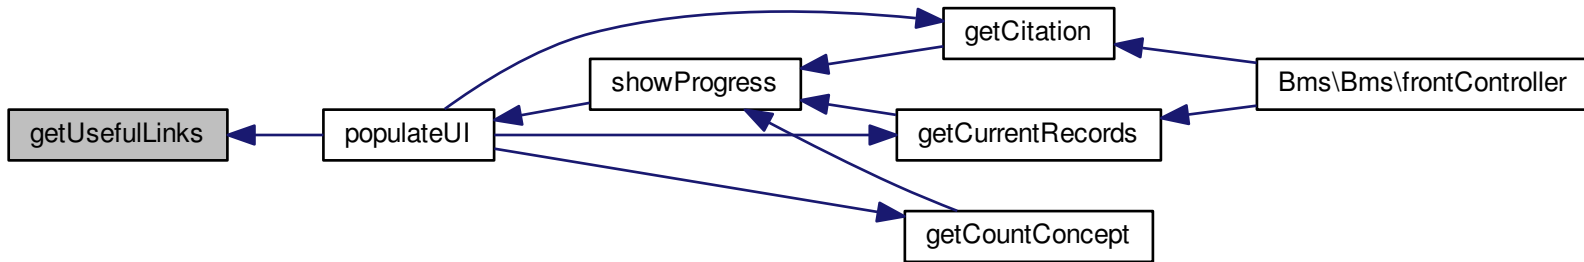 getCitation
showProgress
Bms\Bms\frontController
getUsefulLinks
populateUI
getCurrentRecords
getCountConcept